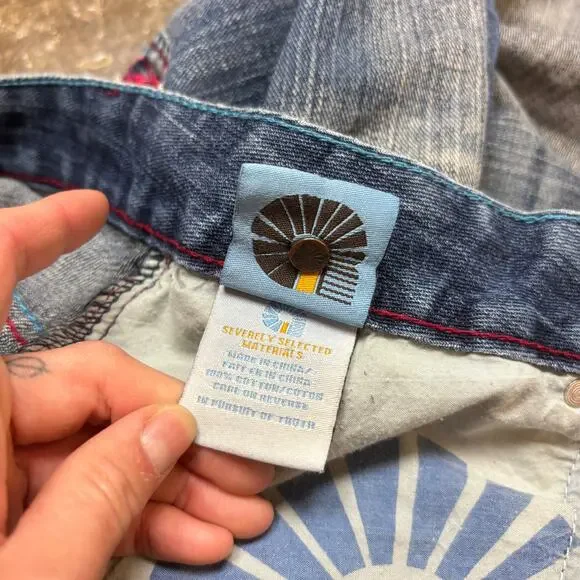 SEVERELY SELECTED
MATERIALS
MADE IN CHINA/
FAIT EN CHINA
100% COTTON/COTON
CARE ON REVERSE
IN PURSUIT OF TRUTH